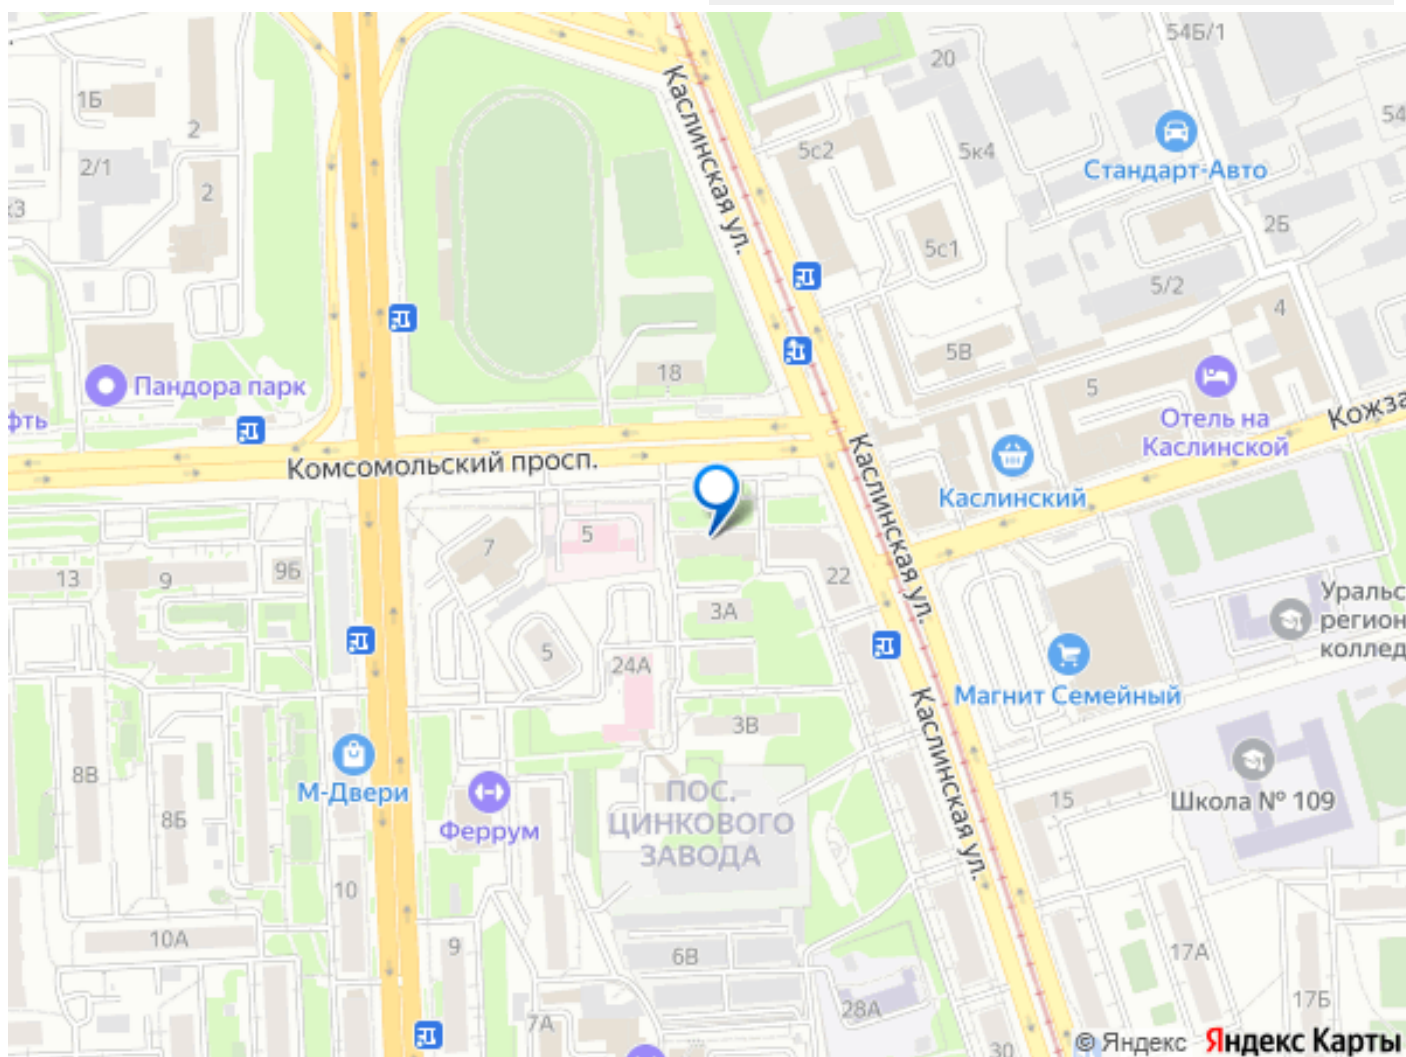 54Б/1
20
Каслинская ул.
1Б
2
54
5с2
5к4
Стандарт-Авто
2/1
2
к3
2Б
5с1
5/2
4
5В
18
5
Пандора парк
фть
Отель на
Каслинской
Кожза
Комсомольский просп.
Каслинский
Каслинская ул.
7
5
13
9
9Б
22
3А
Уральс
регион
коллед
5
24А
Магнит Семейный
3В
Каслинская ул.
8В
М-Двери
ПОС.
ЦИНКОВОГО
ЗАВОДА
8Б
Феррум
15
Школа № 109
10
10А
9
6В
17А
7А
28А
17Б
30
© Яндекс Яндекс Карты